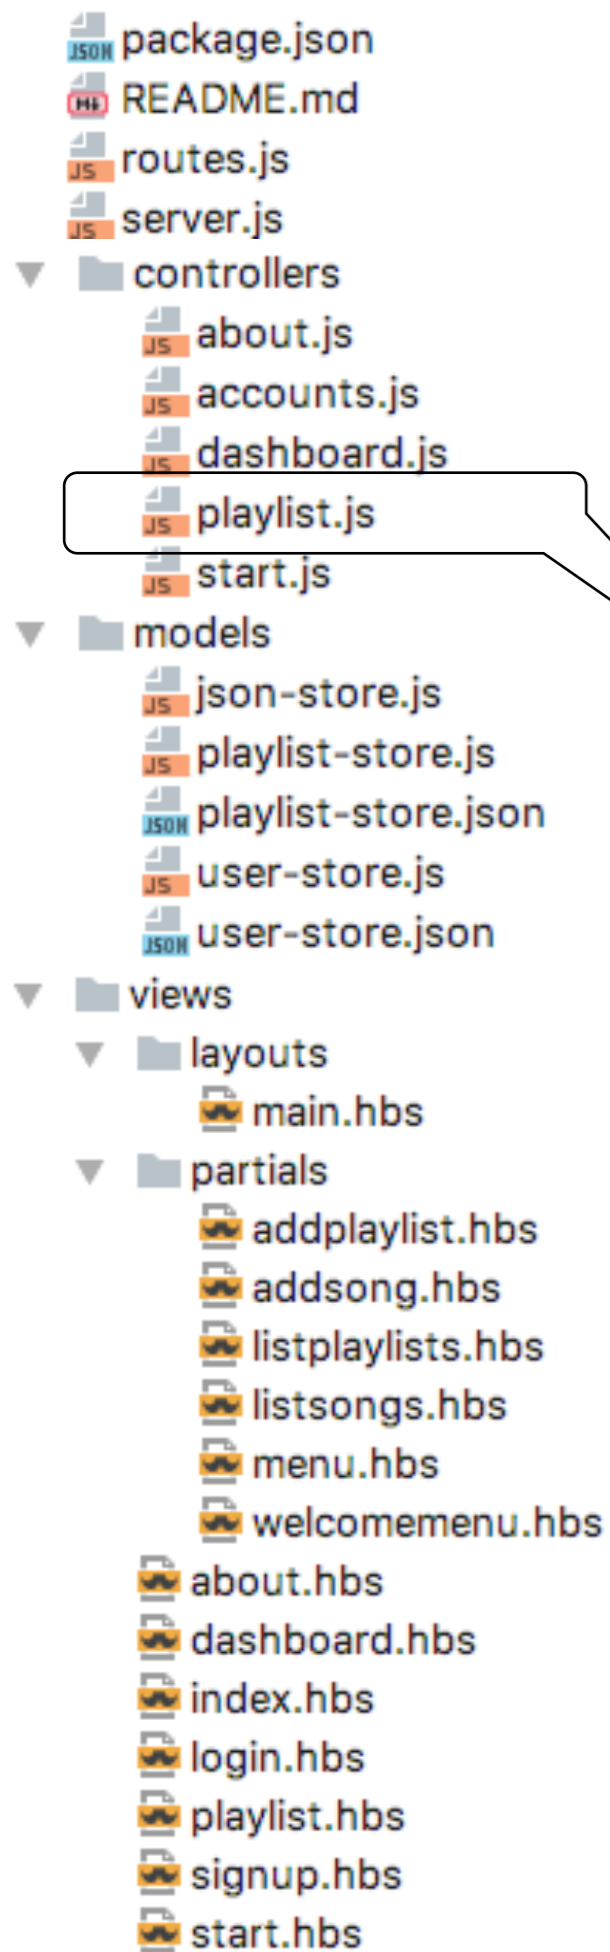 package.json
README.md
routes.js
server.js
controllers
about.js
accounts.js
dashboard.js
playlist.js
start.js
models
json-store.js
playlist-store.js
playlist-store.json
user-store.js
user-store.json
views
layouts
main.hbs
partials
addplaylist.hbs
addsong.hbs
listplaylists.hbs
listsongs.hbs
menu.hbs
welcomemenu.hbs
about.hbs
dashboard.hbs
index.hbs
login.hbs
playlist.hbs
signup.hbs
start.hbs